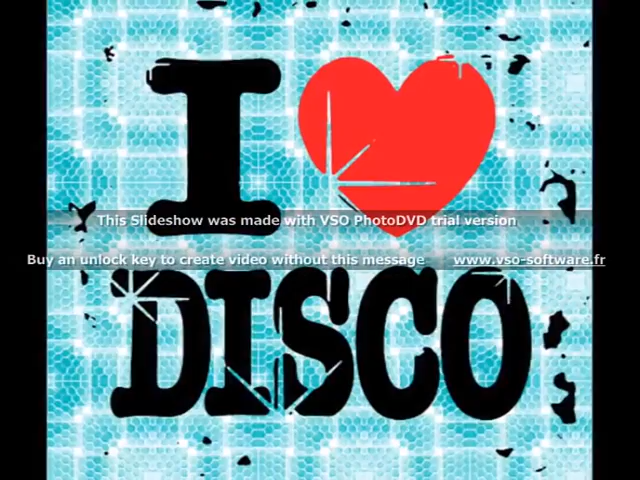 I
This Slideshow was made with VSO PhotoDVD trial version
Buy an unlock key to create video without this message www.vso-software.fr
DISCO